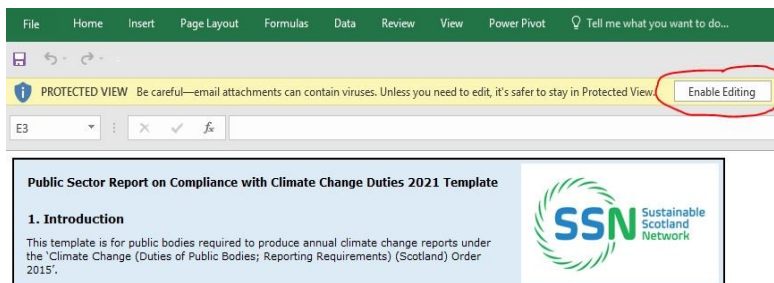 File Home Insert Page Layout Formulas Data Review View Power Pivot Tell me what you want to do...
PROTECTED VIEW Be careful—email attachments can contain viruses. Unless you need to edit, it's safer to stay in Protected View. Enable Editing
E3 fx
Public Sector Report on Compliance with Climate Change Duties 2021 Template
1. Introduction
This template is for public bodies required to produce annual climate change reports under
the 'Climate Change (Duties of Public Bodies; Reporting Requirements) (Scotland) Order
2015'.
SSN
Sustainable
Scotland
Network